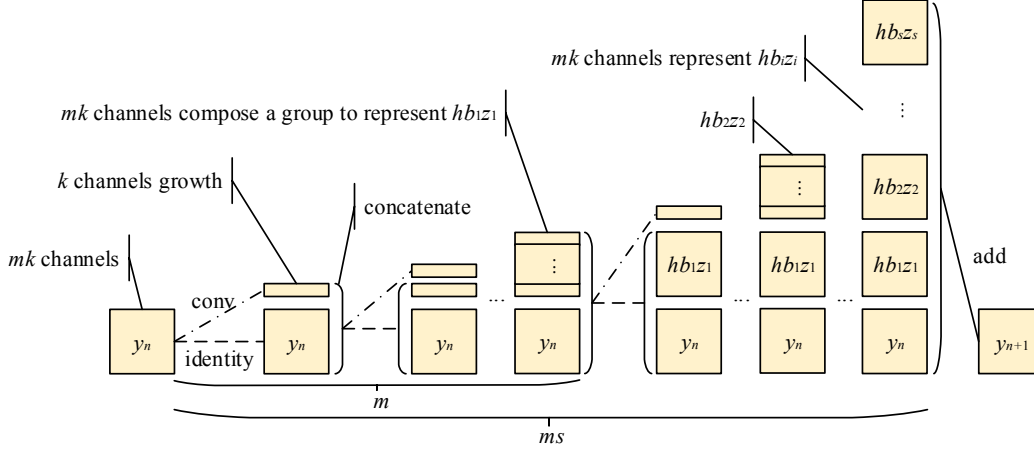 hbszs
mk channels represent hbizi
⋮
mk channels compose a group to represent hb1z1
hb2z2
k channels growth
⋮
hb2z2
concatenate
mk channels
⋮
hb1z1
hb1z1
hb1z1
add
conv
...
...
...
yn
identity
yn
yn
yn
yn
yn
yn
yn+1
m
ms